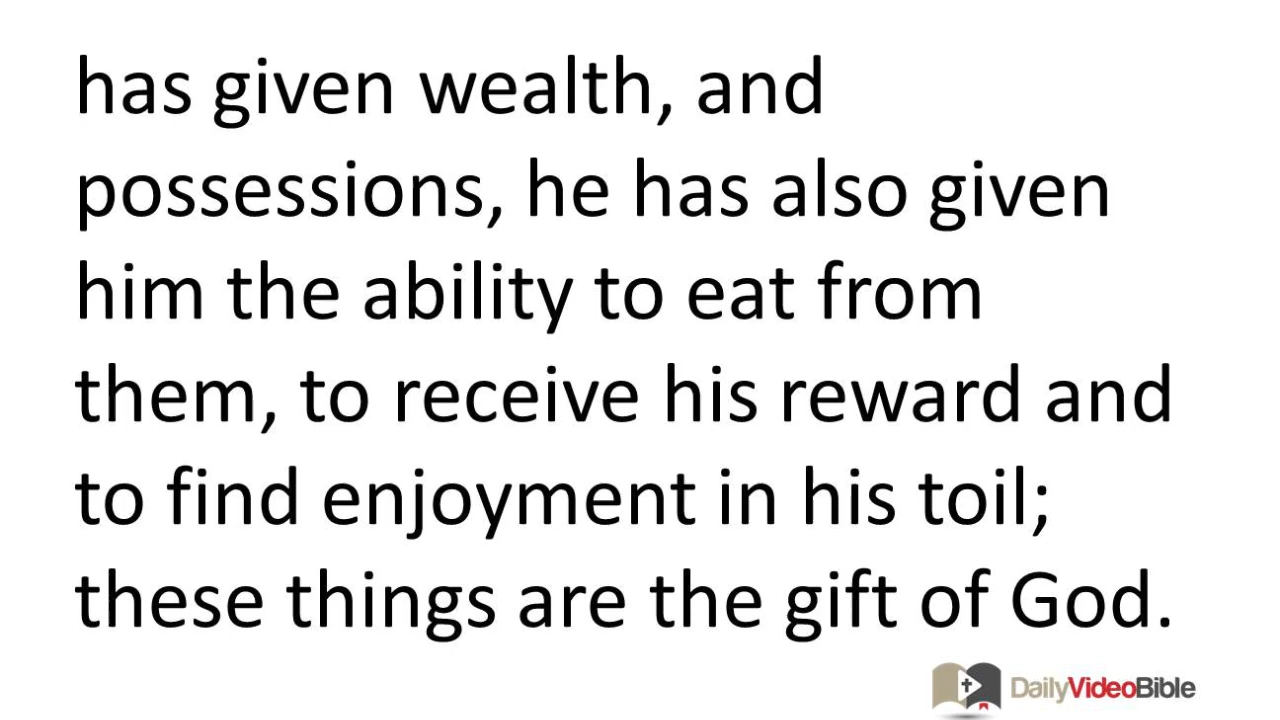 has given wealth, and
possessions, he has also given
him the ability to eat from
them, to receive his reward and
to find enjoyment in his toil;
these things are the gift of God.
DailyVideoBible